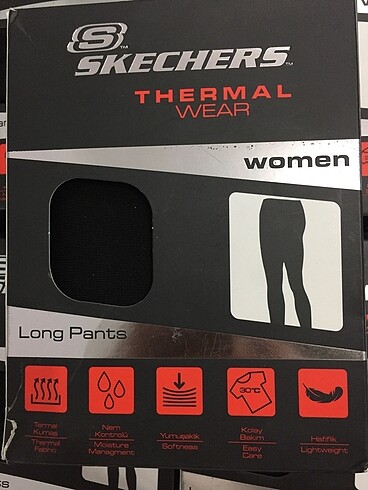 SKECHERS
THERMAL
WEAR
women
Long Pants
30°C
Termal
Kumaş
Thermal
Fabric
Nem
Kontrolü
Moisture
Managment
Yumuşaklık
Softness
Kolay
Bakım
Easy
Care
Hafiflik
Lightweight